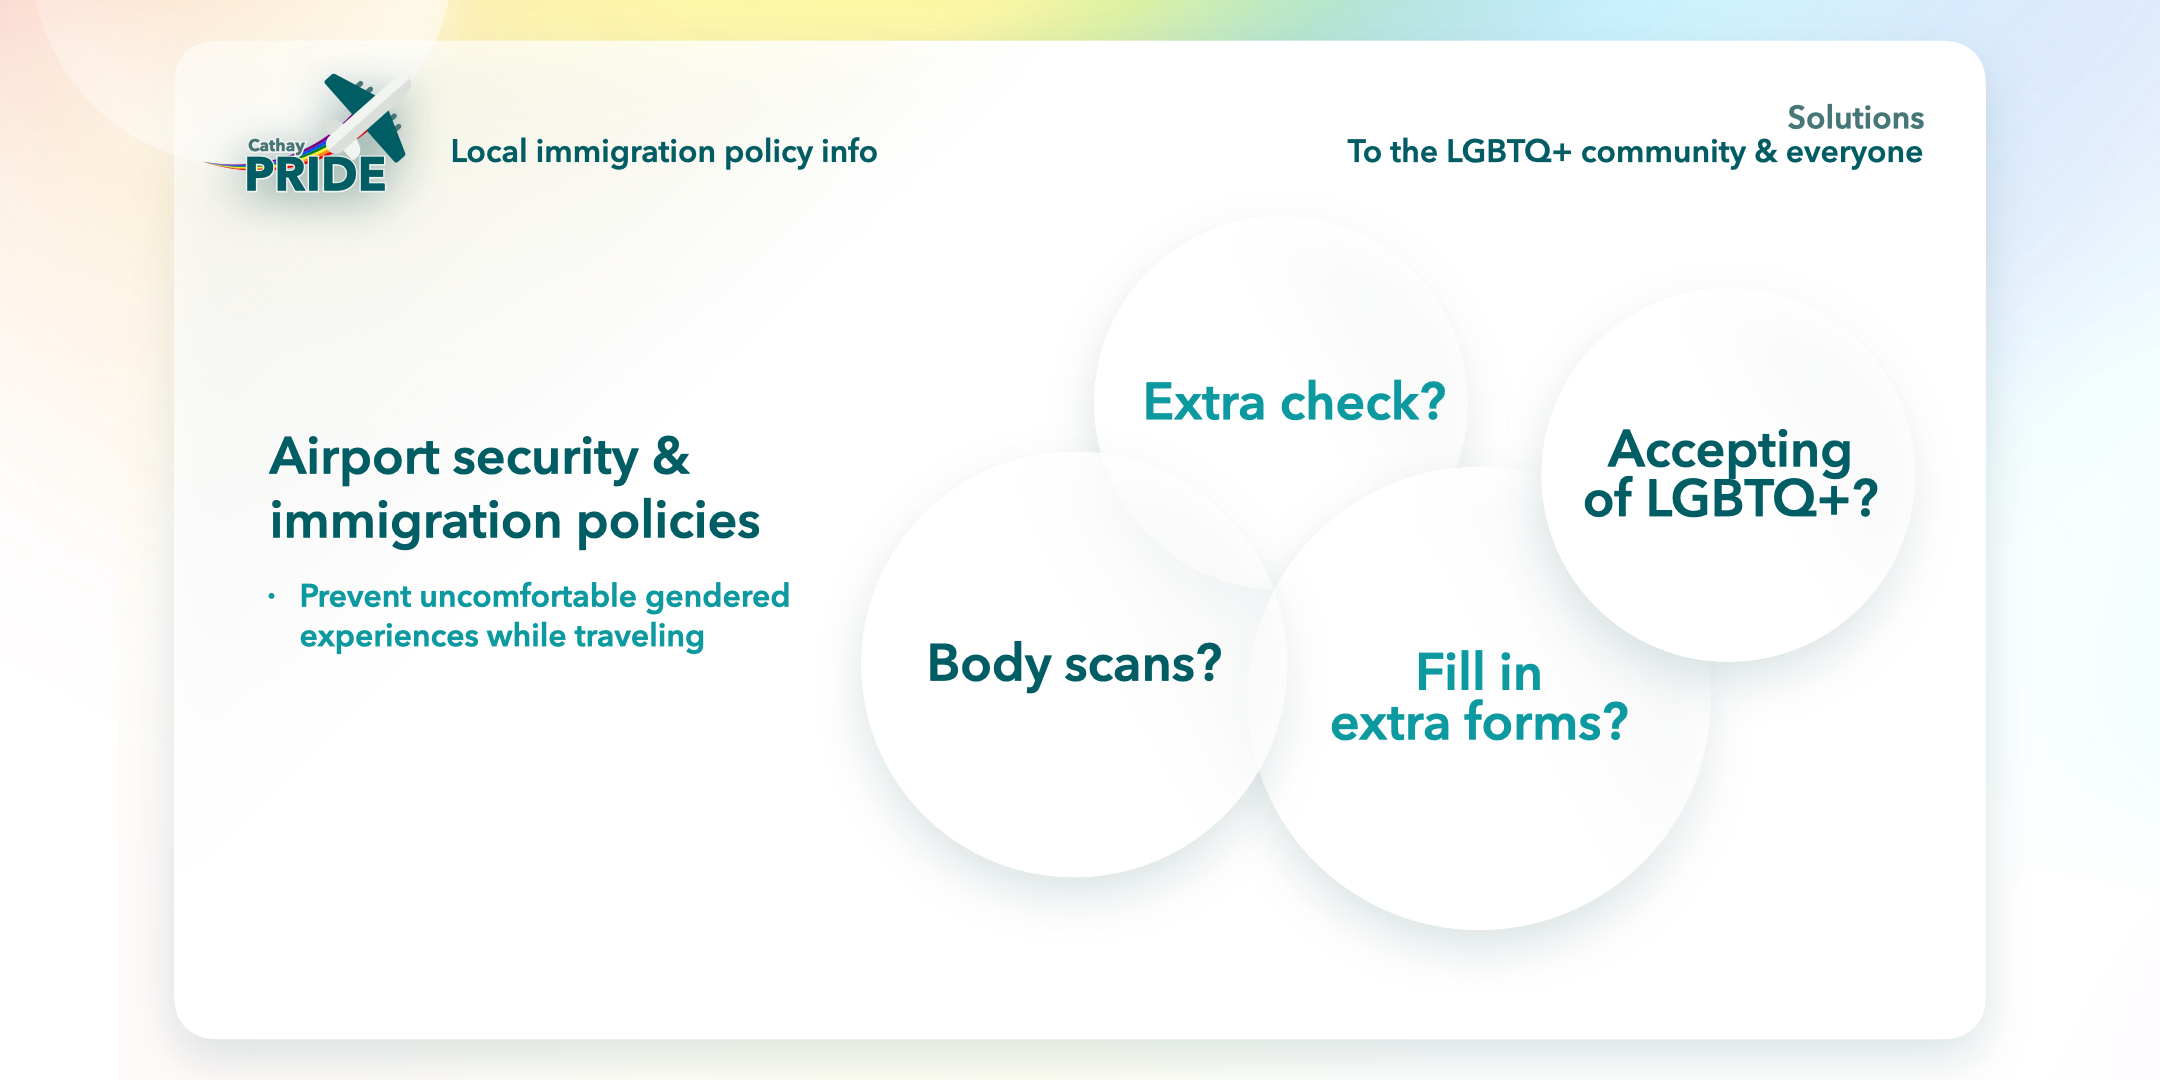 Cathay
PRIDE
Local immigration policy info
Solutions
To the LGBTQ+ community & everyone
Airport security &
immigration policies
· Prevent uncomfortable gendered
experiences while traveling
Extra check?
Accepting
of LGBTQ+?
Body scans?
Fill in
extra forms?